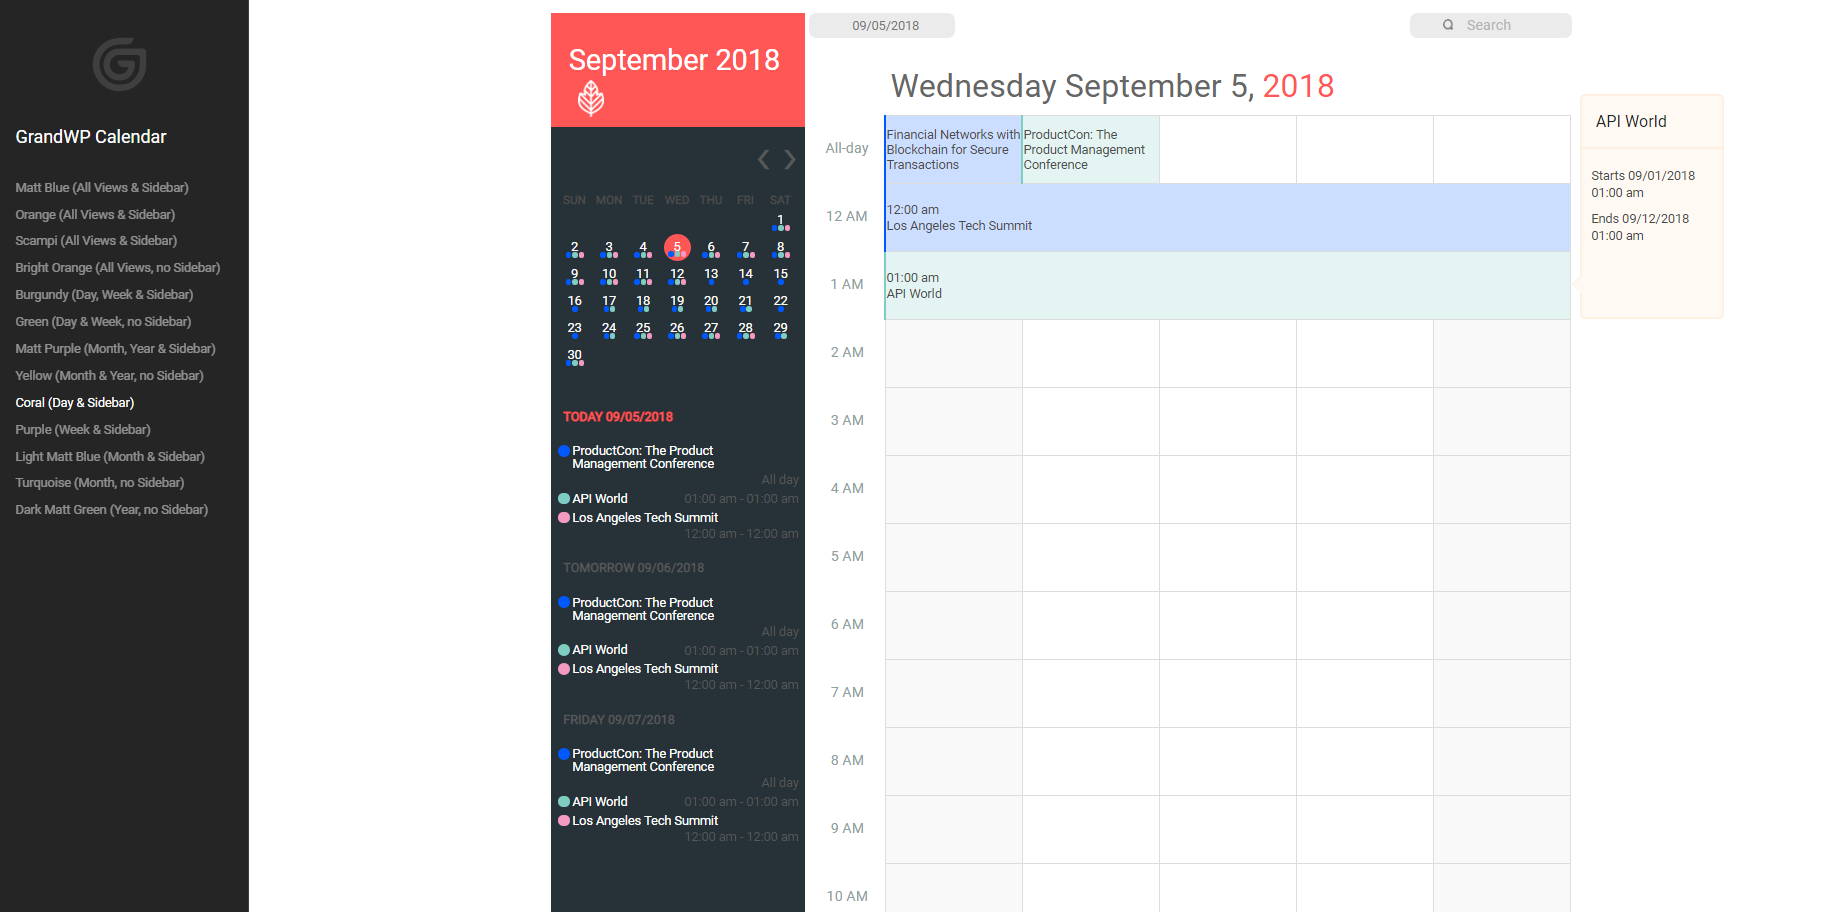 GrandWP Calendar
Matt Blue (All Views & Sidebar)
Orange (All Views & Sidebar)
Scampi (All Views & Sidebar)
Bright Orange (All Views, no Sidebar)
Burgundy (Day, Week & Sidebar)
Green (Day & Week, no Sidebar)
Matt Purple (Month, Year & Sidebar)
Yellow (Month & Year, no Sidebar)
Coral (Day & Sidebar)
Purple (Week & Sidebar)
Light Matt Blue (Month & Sidebar)
Turquoise (Month, no Sidebar)
Dark Matt Green (Year, no Sidebar)
September 2018
SUN MON TUE WED THU FRI SAT
1
2 3 4 5 6 7 8
9 10 11 12 13 14 15
16 17 18 19 20 21 22
23 24 25 26 27 28 29
30
TODAY 09/05/2018
ProductCon: The Product
Management Conference
All day
API World 01:00 am - 01:00 am
Los Angeles Tech Summit
12:00 am - 12:00 am
TOMORROW 09/06/2018
ProductCon: The Product
Management Conference
All day
API World 01:00 am - 01:00 am
Los Angeles Tech Summit
12:00 am - 12:00 am
FRIDAY 09/07/2018
ProductCon: The Product
Management Conference
All day
API World 01:00 am - 01:00 am
Los Angeles Tech Summit
12:00 am - 12:00 am
09/05/2018
Search
Wednesday September 5, 2018
All-day
Financial Networks with
Blockchain for Secure
Transactions
ProductCon: The
Product Management
Conference
12 AM
12:00 am
Los Angeles Tech Summit
1 AM
01:00 am
API World
2 AM
3 AM
4 AM
5 AM
6 AM
7 AM
8 AM
9 AM
10 AM
API World
Starts 09/01/2018
01:00 am
Ends 09/12/2018
01:00 am